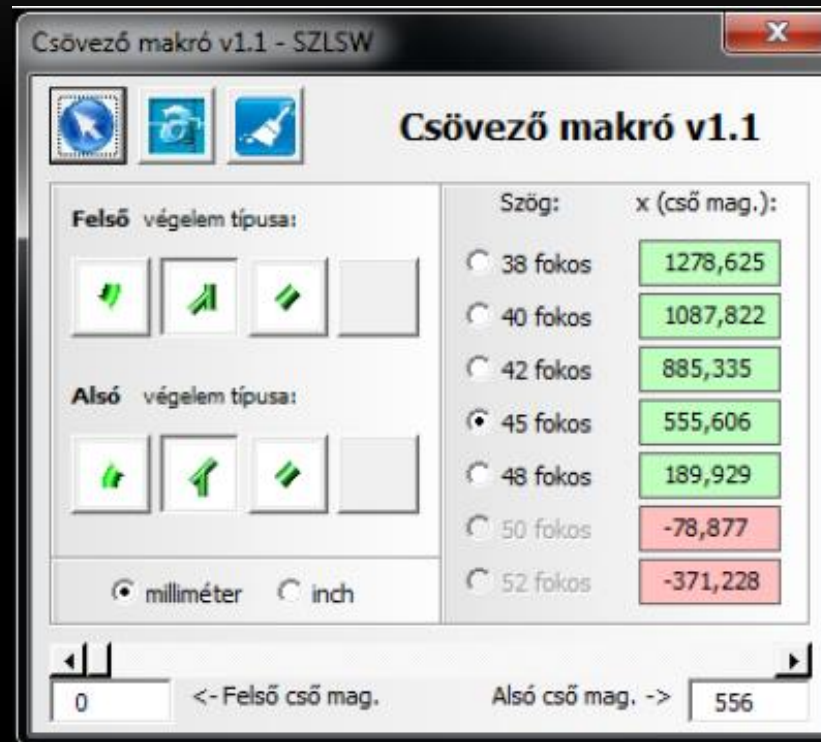 Csövező makró v1.1 - SZLSW
Csövező makró v1.1
Felső végelem típusa:
Alsó végelem típusa:
milliméter inch
Szög: x (cső mag.):
38 fokos 1278,625
40 fokos 1087,822
42 fokos 885,335
45 fokos 555,606
48 fokos 189,929
50 fokos -78,877
52 fokos -371,228
0 <- Felső cső mag. Alsó cső mag. -> 556